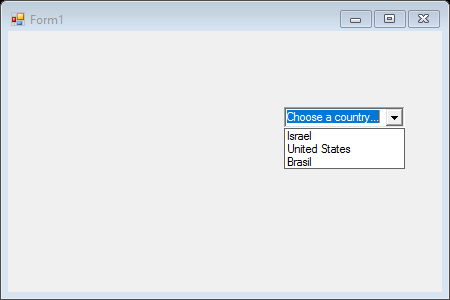 Form1
Choose a country...
Israel
United States
Brasil